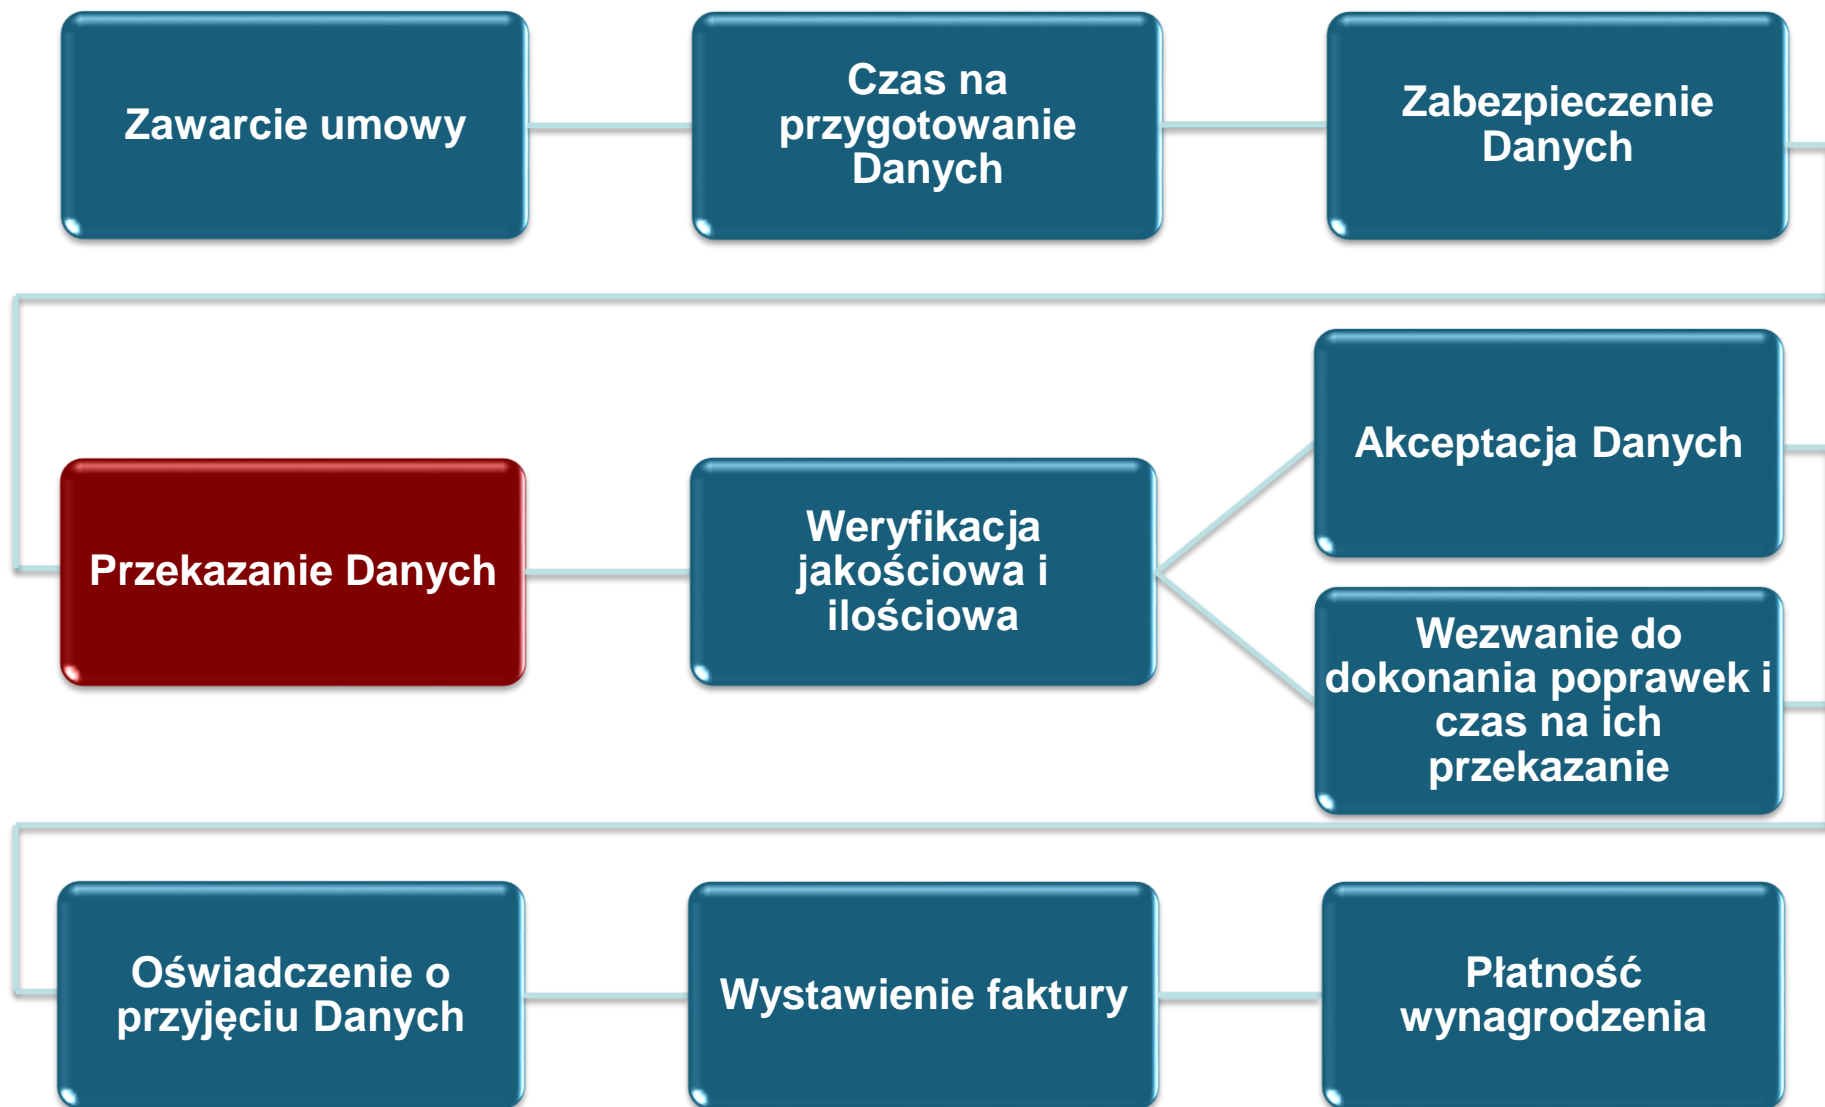 Zawarcie umowy
Czas na
przygotowanie
Danych
Zabezpieczenie
Danych
Przekazanie Danych
Weryfikacja
jakościowa i
ilościowa
Akceptacja Danych
Wezwanie do
dokonania poprawek i
czas na ich
przekazanie
Oświadczenie o
przyjęciu Danych
Wystawienie faktury
Płatność
wynagrodzenia